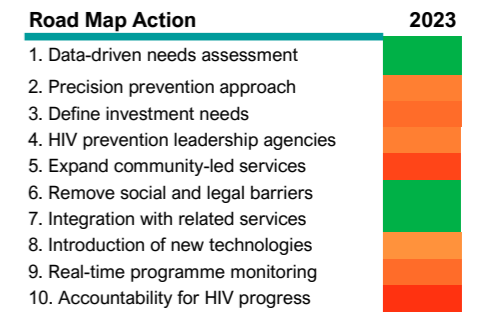 Road Map Action 2023
1. Data-driven needs assessment
2. Precision prevention approach
3. Define investment needs
4. HIV prevention leadership agencies
5. Expand community-led services
6. Remove social and legal barriers
7. Integration with related services
8. Introduction of new technologies
9. Real-time programme monitoring
10. Accountability for HIV progress